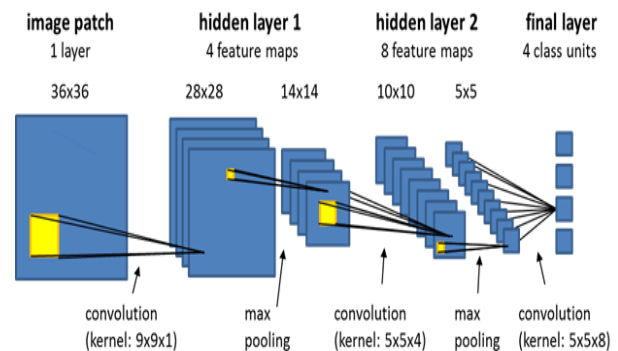 image patch
1 layer
36x36
hidden layer 1
4 feature maps
28x28
14x14
hidden layer 2
8 feature maps
10x10
5x5
final layer
4 class units
convolution
(kernel: 9x9x1)
max
pooling
convolution
(kernel: 5x5x4)
max
pooling
convolution
(kernel: 5x5x8)